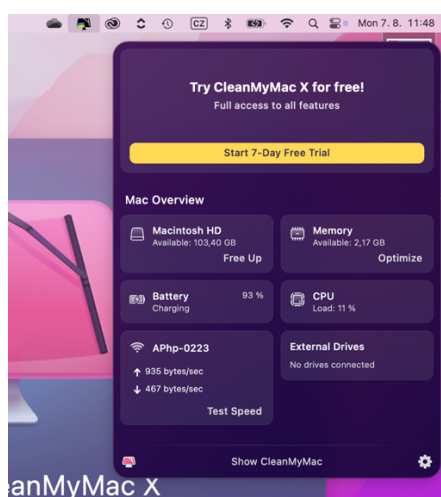 CZ
Mon 7. 8. 11:48
Try CleanMyMac X for free!
Full access to all features
Start 7-Day Free Trial
Mac Overview
Macintosh HD
Available: 103,40 GB
Free Up
Memory
Available: 2,17 GB
Optimize
Battery
93 %
Charging
CPU
Load: 11 %
APhp-0223
935 bytes/sec
467 bytes/sec
Test Speed
External Drives
No drives connected
Show CleanMyMac
eanMyMac X